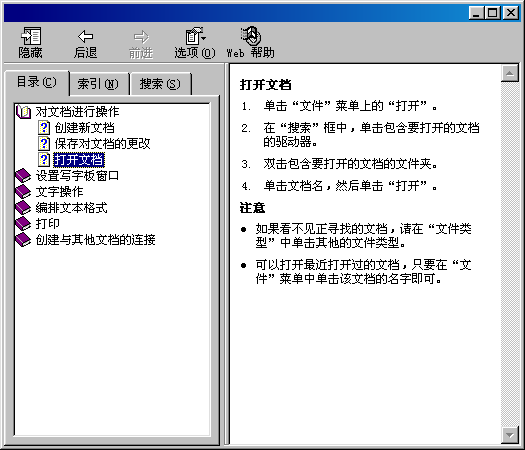 隐藏
后退
前进
选项(O)
Web 帮助
目录(C)
索引(N)
搜索(S)
对文档进行操作
创建新文档
保存对文档的更改
打开文档
设置写字板窗口
文字操作
编排文本格式
打印
创建与其他文档的连接
打开文档
1. 单击“文件”菜单上的“打开”。
2. 在“搜索”框中，单击包含要打开的文档
的驱动器。
3. 双击包含要打开的文档的文件夹。
4. 单击文档名，然后单击“打开”。
注意
● 如果看不见正寻找的文档，请在“文件类
型”中单击其他的文件类型。
● 可以打开最近打开过的文档，只要在“文
件”菜单中单击该文档的名字即可。